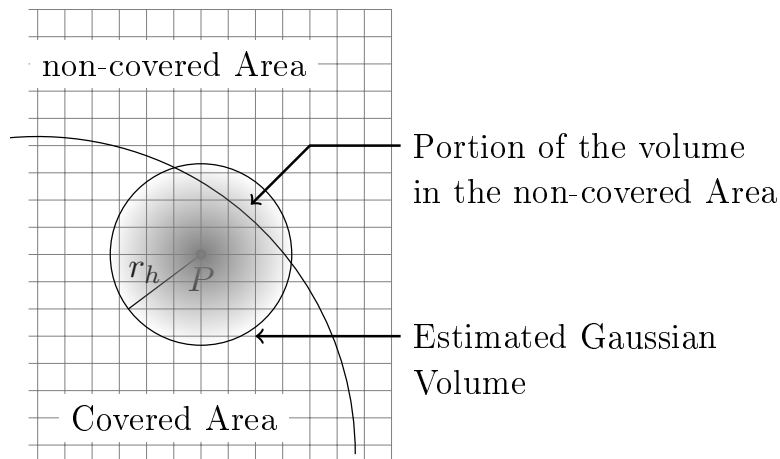 non-covered Area
Portion of the volume
in the non-covered Area
r_h
P
Estimated Gaussian
Volume
Covered Area